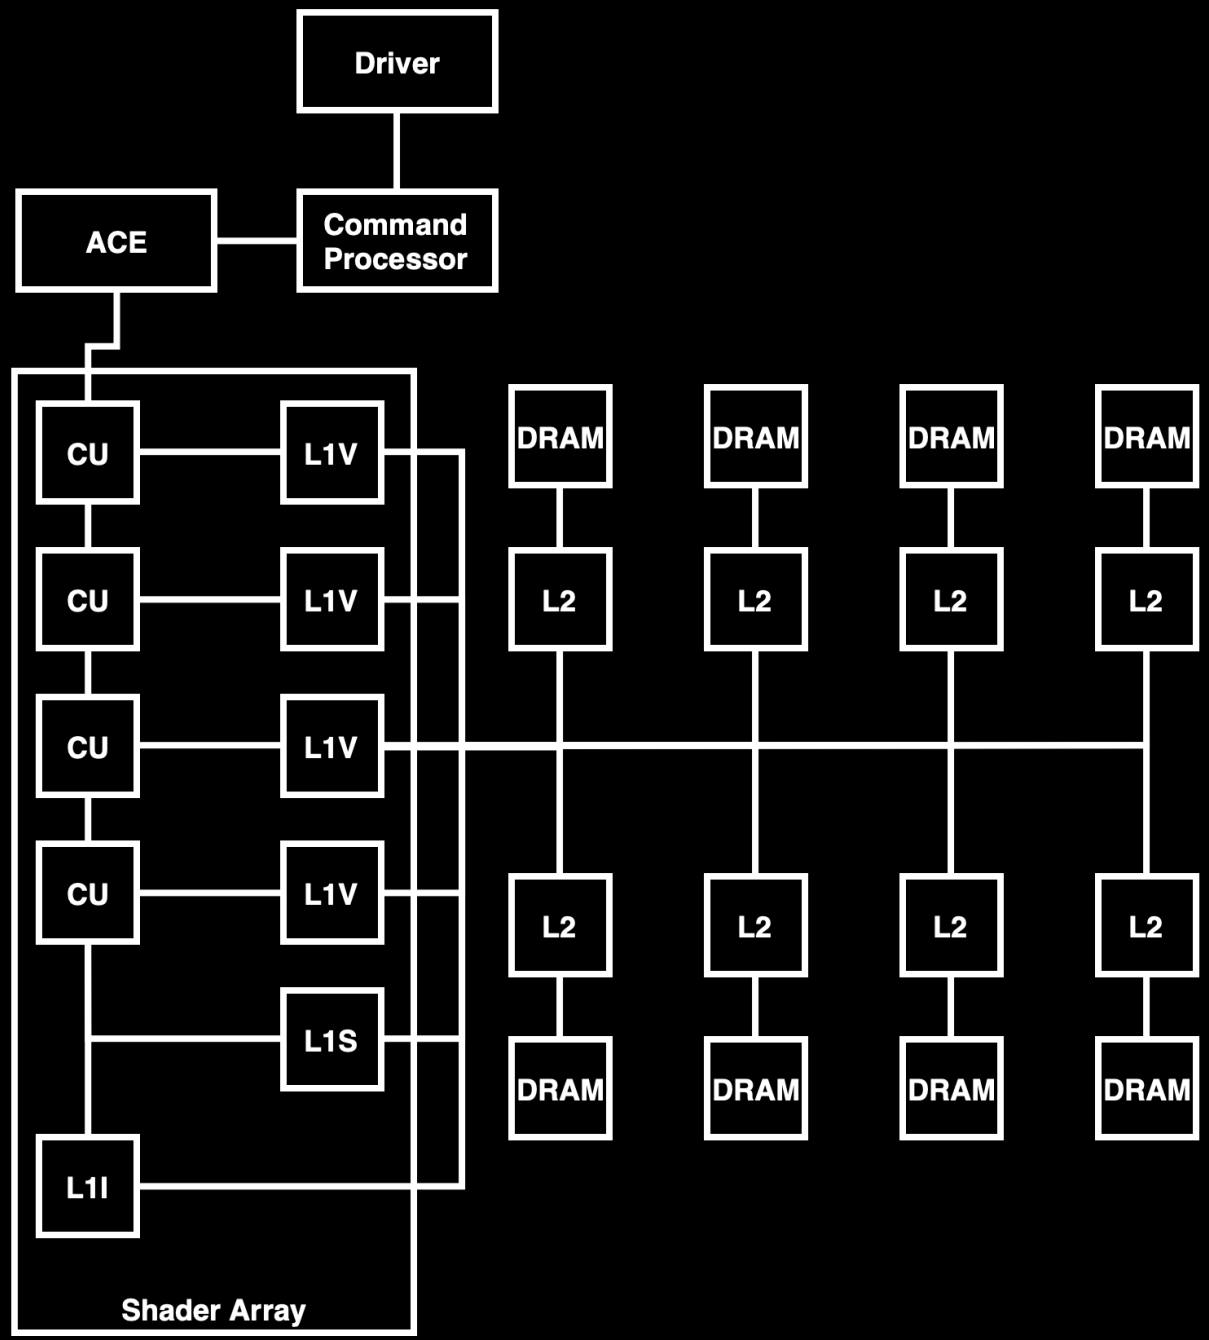 Driver
ACE
Command
Processor
CU
L1V
DRAM
DRAM
DRAM
DRAM
CU
L1V
L2
L2
L2
L2
CU
L1V
CU
L1V
L2
L2
L2
L2
L1S
DRAM
DRAM
DRAM
DRAM
L1I
Shader Array